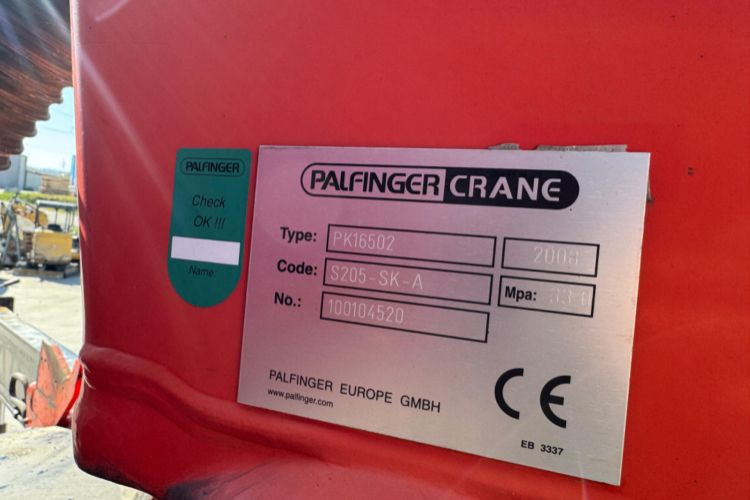 PALFINGER
Check
OK !!!
Name:
PALFINGER CRANE
Type: PK16502 2008
Code: S205-SK-A Mpa:
No.: 100104520
PALFINGER EUROPE GMBH
www.palfinger.com
CE
EB 3337